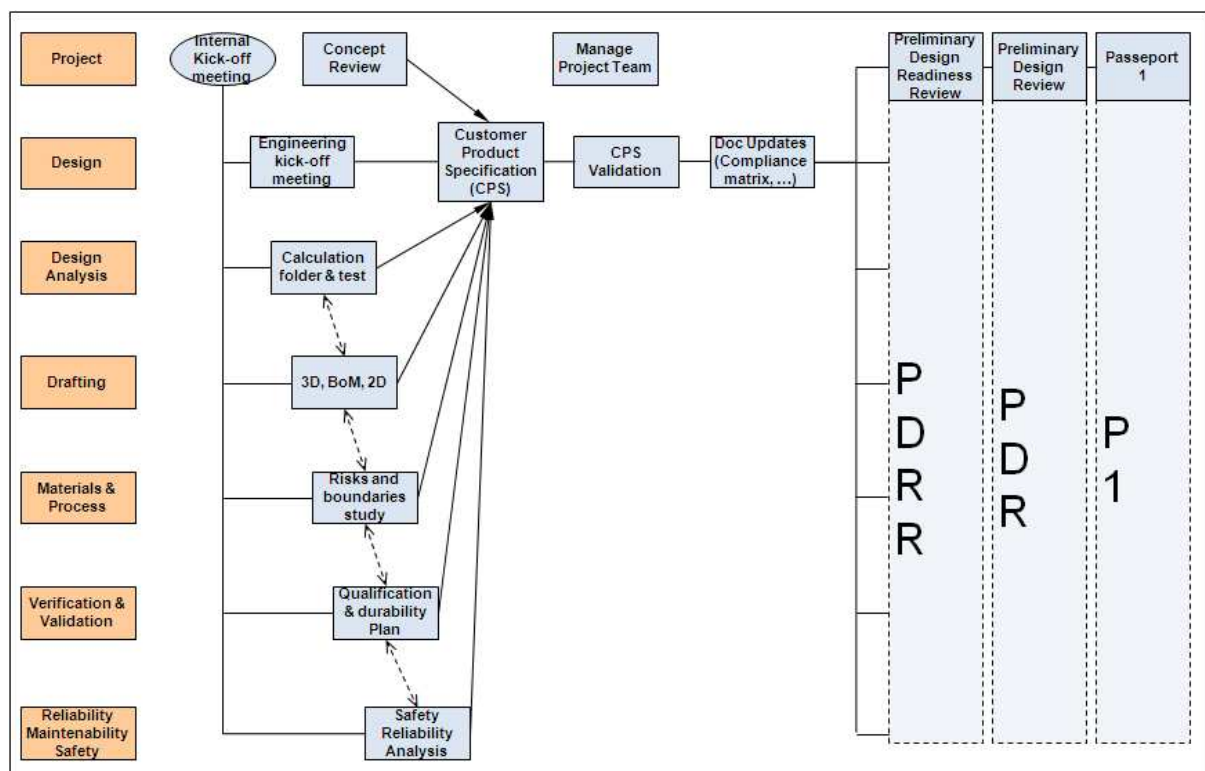 Project
Internal
Kick-off
meeting
Concept
Review
Manage
Project Team
Preliminary
Design
Readiness
Review
Preliminary
Design
Review
Passeport
1
Design
Engineering
kick-off
meeting
Customer
Product
Specification
(CPS)
CPS
Validation
Doc Updates
(Compliance
matrix, ...)
Design
Analysis
Calculation
folder & test
Drafting
3D, BoM, 2D
Materials &
Process
Risks and
boundaries
study
Verification &
Validation
Qualification
& durability
Plan
Reliability
Maintenability
Safety
Safety
Reliability
Analysis
P
D
R
R
P
D
R
P
1